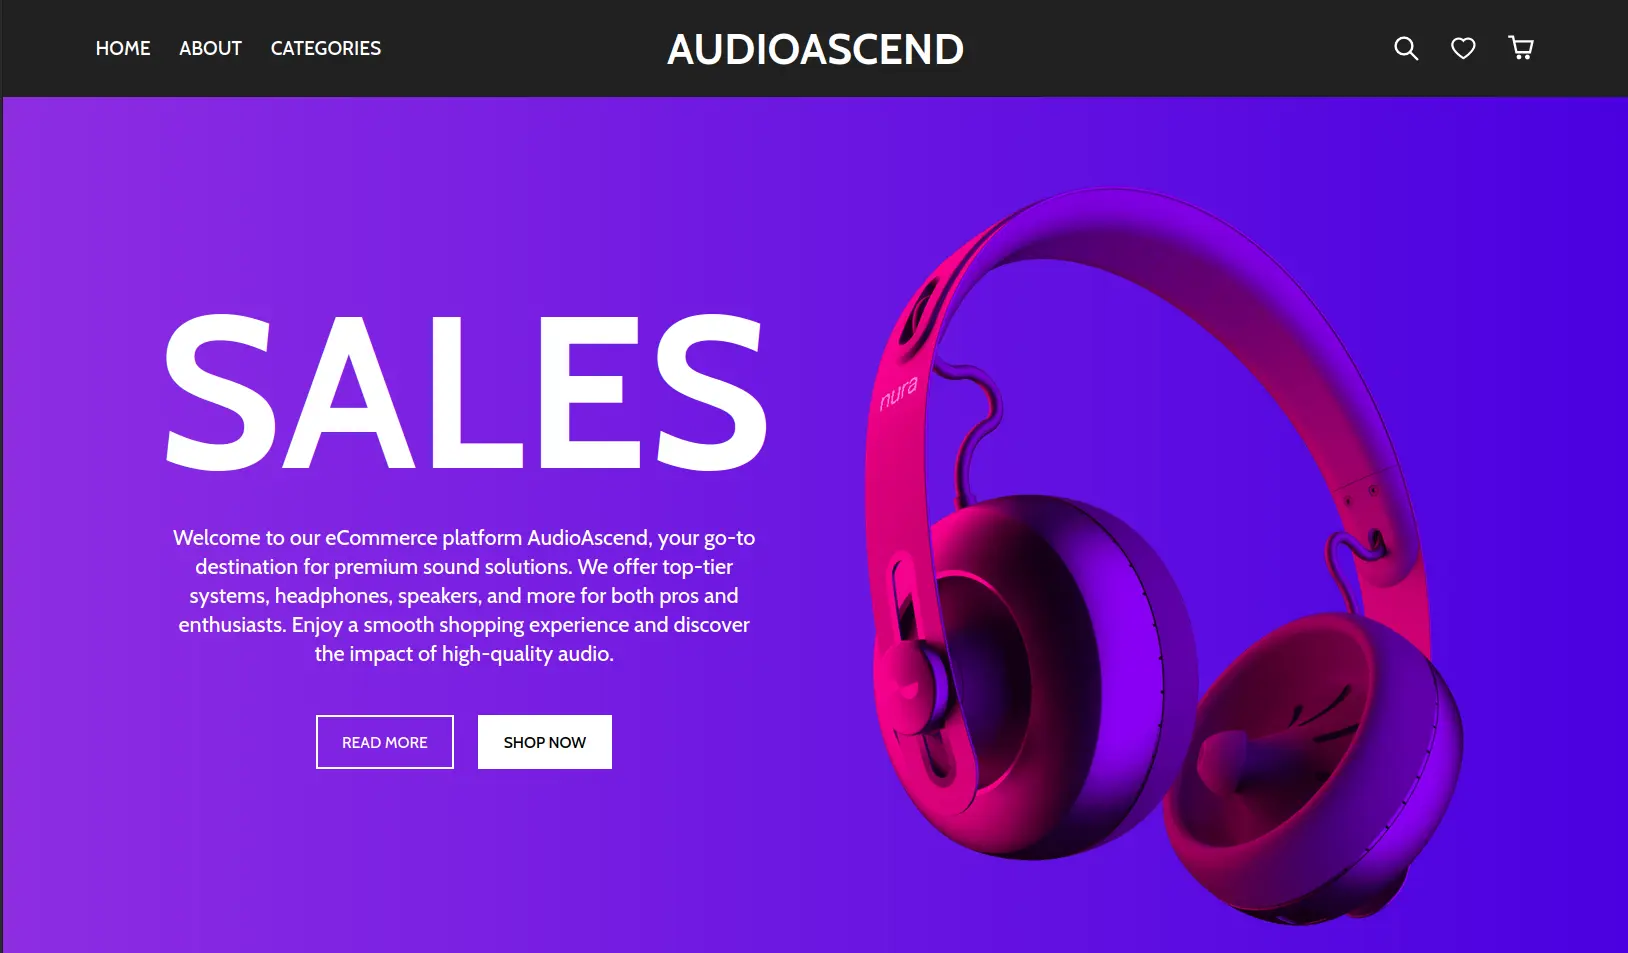 HOME ABOUT CATEGORIES AUDIOASCEND
SALES
nura
Welcome to our eCommerce platform AudioAscend, your go-to
destination for premium sound solutions. We offer top-tier
systems, headphones, speakers, and more for both pros and
enthusiasts. Enjoy a smooth shopping experience and discover
the impact of high-quality audio.
READ MORE SHOP NOW